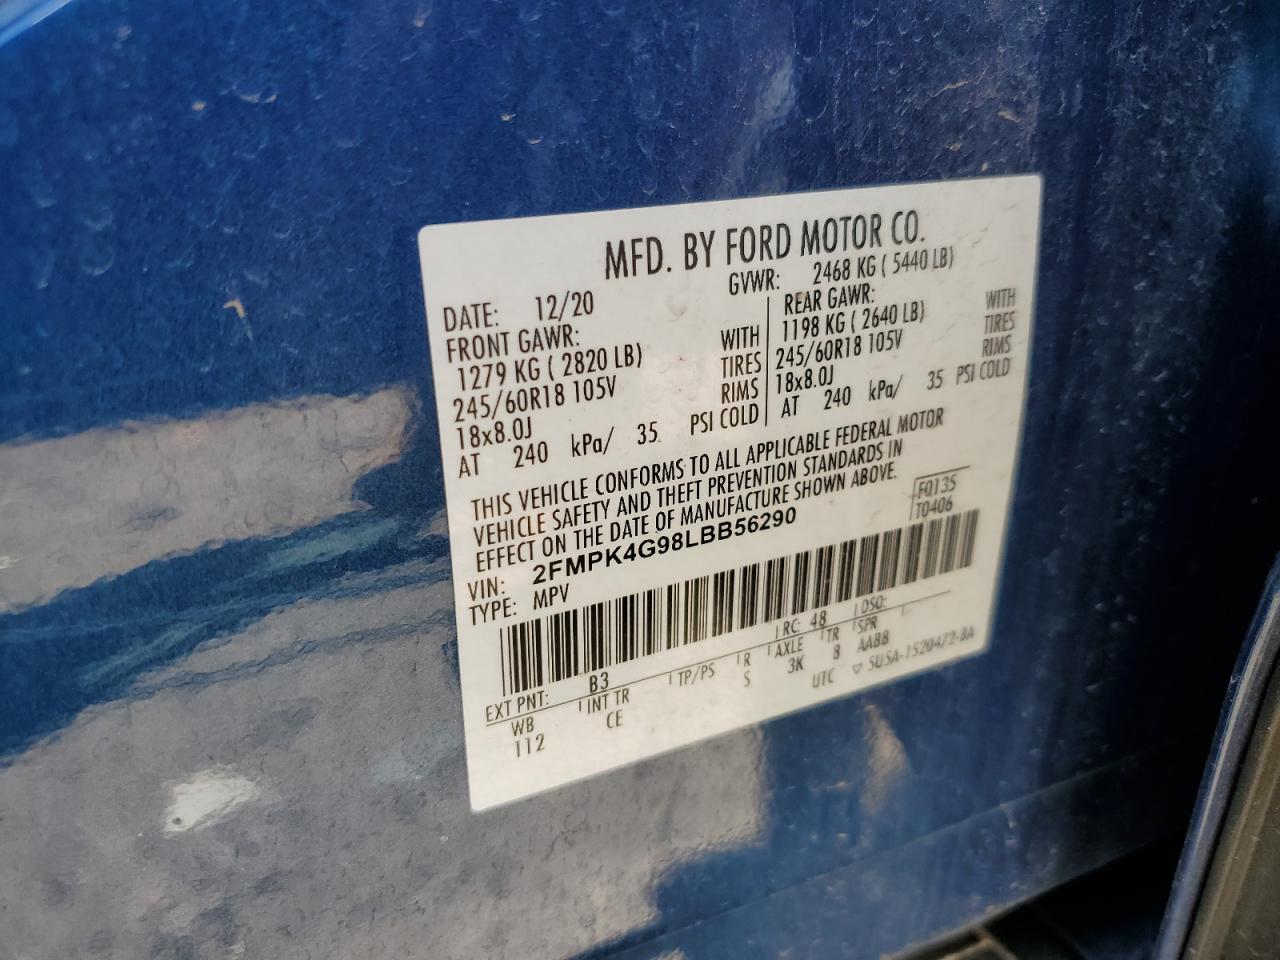 MFD. BY FORD MOTOR CO.
DATE: 12/20 GVWR: 2468 KG ( 5440 LB)
FRONT GAWR: REAR GAWR:
1279 KG ( 2820 LB) WITH 1198 KG ( 2640 LB) WITH
245/60R18 105V TIRES 245/60R18 105V TIRES
18x8.0J RIMS 18x8.0J RIMS
AT 240 kPa/ 35 PSI COLD AT 240 kPa/ 35 PSI COLD
THIS VEHICLE CONFORMS TO ALL APPLICABLE FEDERAL MOTOR
VEHICLE SAFETY AND THEFT PREVENTION STANDARDS IN
EFFECT ON THE DATE OF MANUFACTURE SHOWN ABOVE.
F0135
VIN: 2FMPK4G98LBB56290 T0406
TYPE: MPV
EXT PNT: B3 RC: 48 DSO:
WB INT TR TP/PS R AXLE TR SPR
112 CE S 3K 8 AABB
UTC ▽ 5U5A-1520472-BA